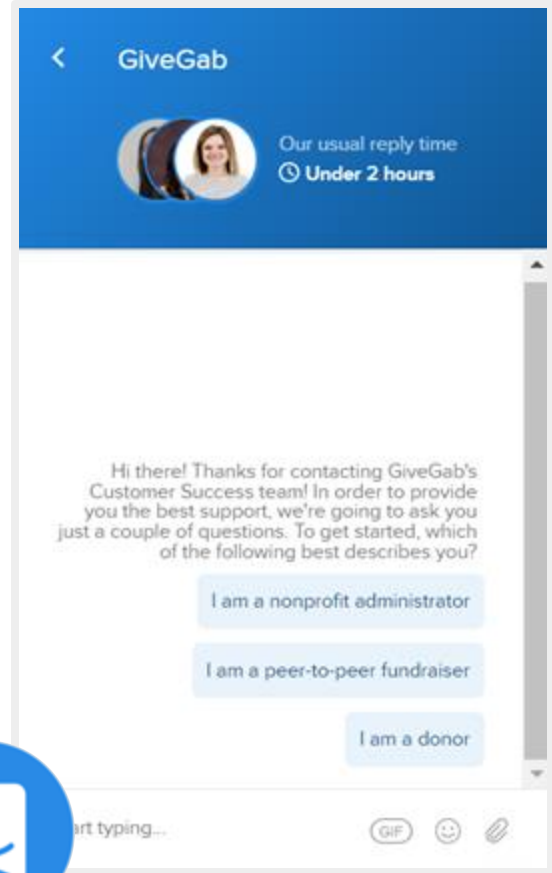 GiveGab
Our usual reply time
Under 2 hours
Hi there! Thanks for contacting GiveGab's
Customer Success team! In order to provide
you the best support, we're going to ask you
just a couple of questions. To get started, which
of the following best describes you?
I am a nonprofit administrator
I am a peer-to-peer fundraiser
I am a donor
art typing...
GIF